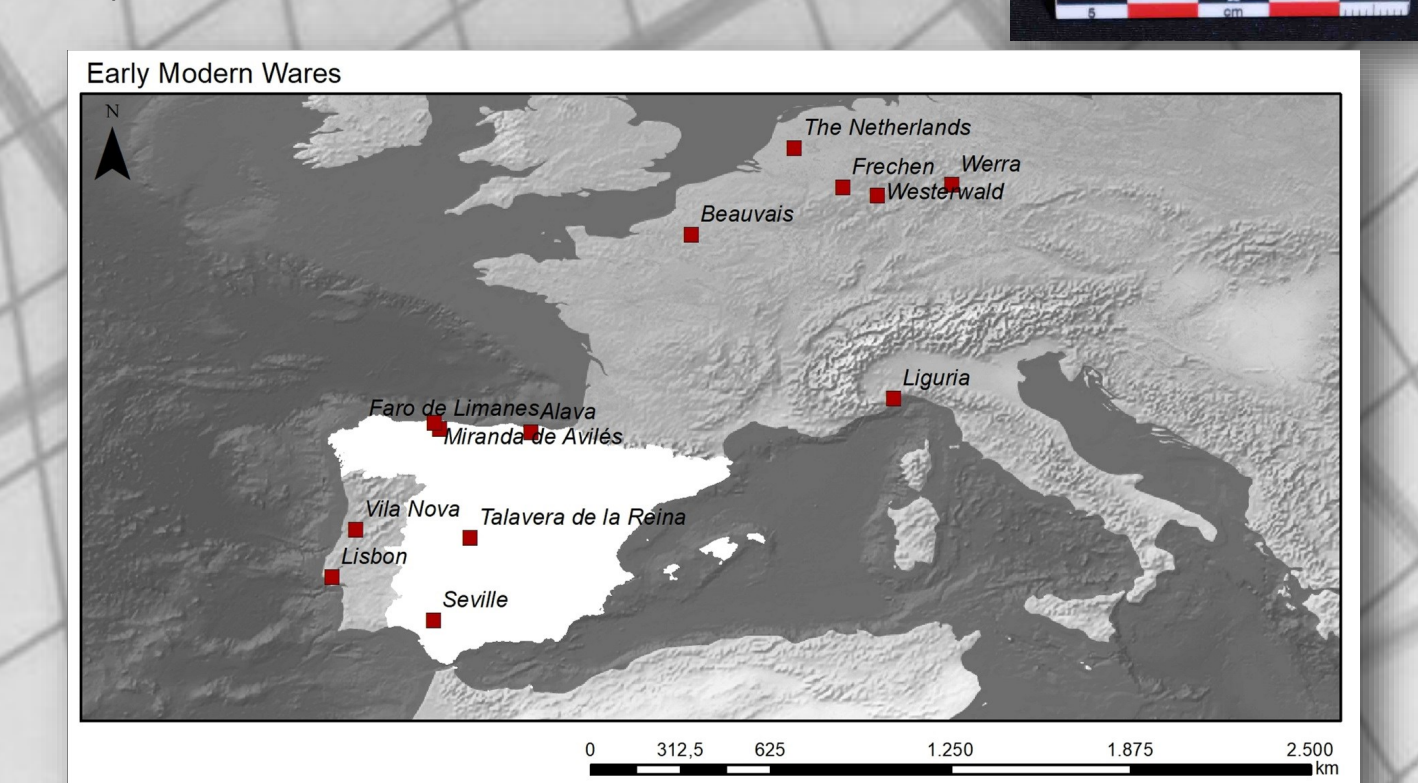 5 cm
Early Modern Wares
N
The Netherlands
Frechen Werra
Westerwald
Beauvais
Liguria
Faro de Limanes Alava
Miranda de Avilés
Vila Nova
Talavera de la Reina
Lisbon
Seville
0 312,5 625 1.250 1.875 2.500
km